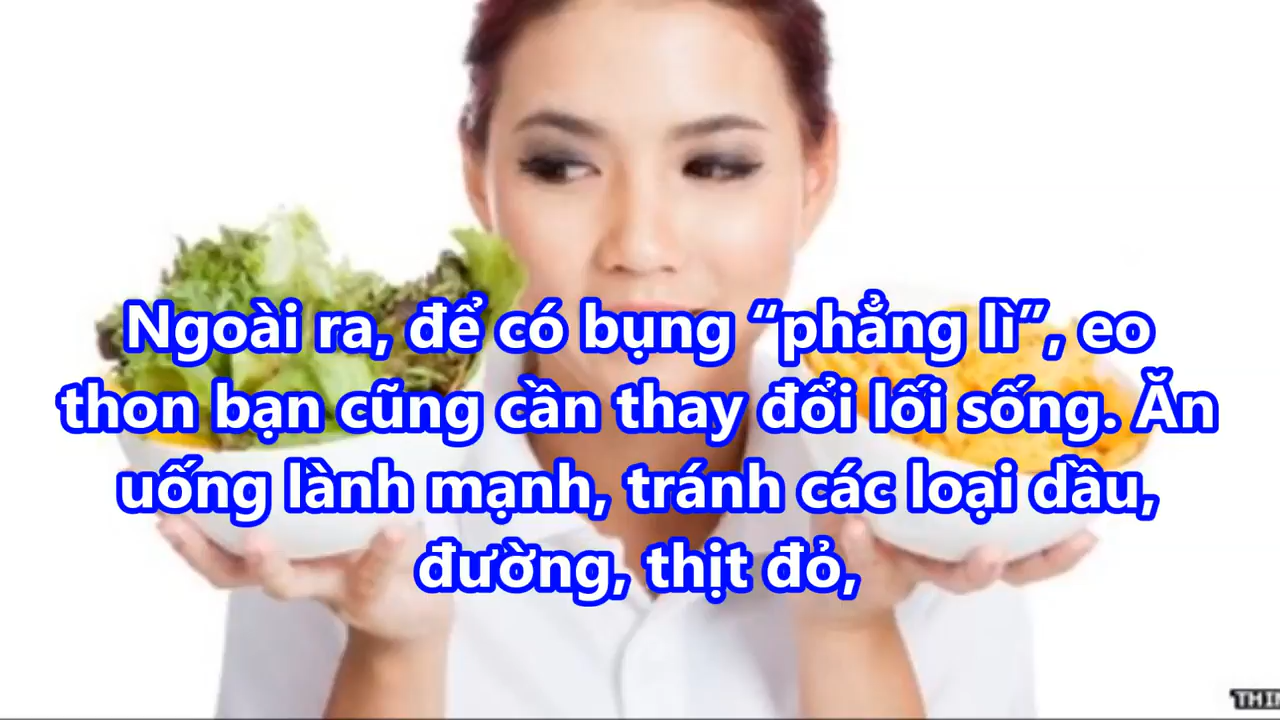 Ngoài ra, để có bụng “phẳng lì”, eo
thon bạn cũng cần thay đổi lối sống. Ăn
uống lành mạnh, tránh các loại dầu,
đường, thịt đỏ,